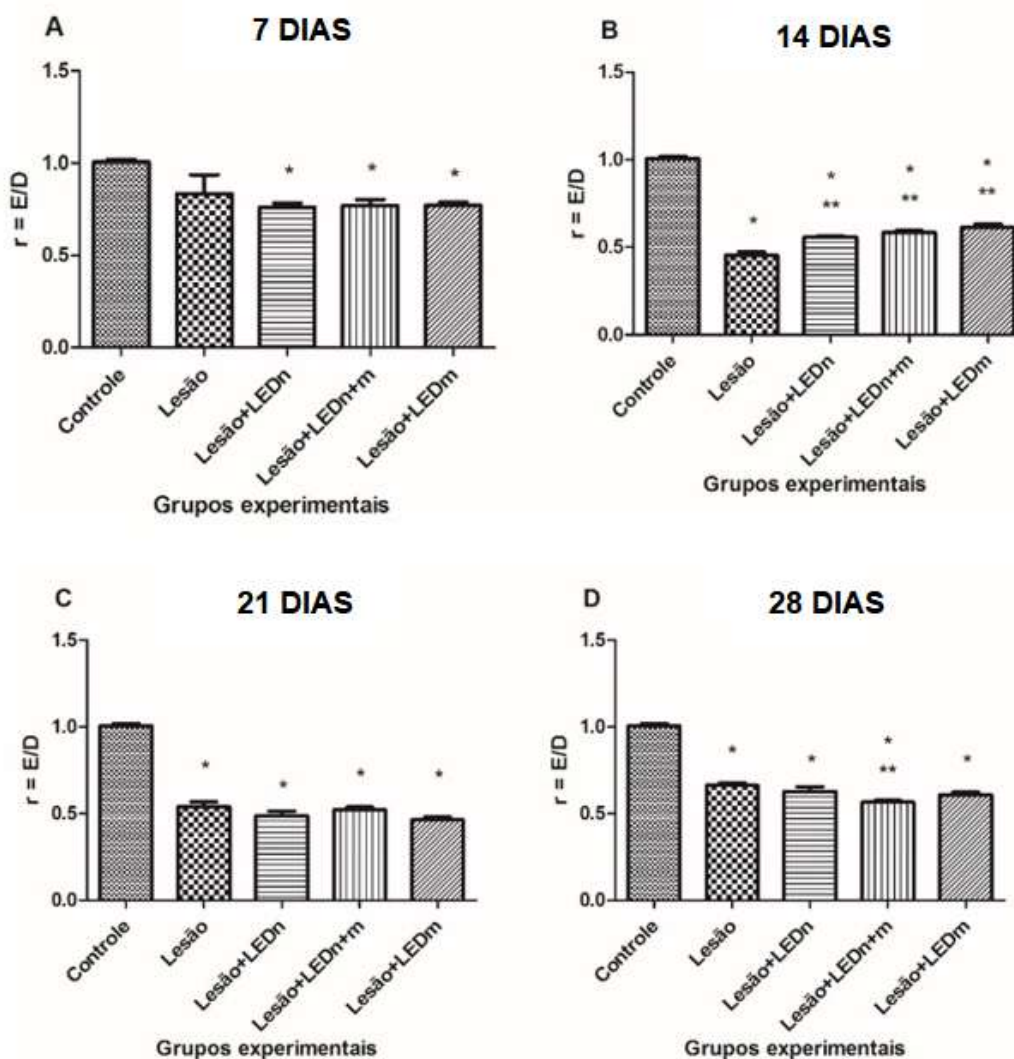 A
7 DIAS
1.5
1.0
0.5
0.0
r = E/D
*
*
*
Controle
Lesão
Lesão+LEDn
Lesão+LEDn+m
Lesão+LEDm
Grupos experimentais
B
14 DIAS
1.5
1.0
0.5
0.0
r = E/D
*
*
**
*
**
*
**
Controle
Lesão
Lesão+LEDn
Lesão+LEDn+m
Lesão+LEDm
Grupos experimentais
C
21 DIAS
1.5
1.0
0.5
0.0
r = E/D
*
*
*
*
Controle
Lesão
Lesão+LEDn
Lesão+LEDn+m
Lesão+LEDm
Grupos experimentais
D
28 DIAS
1.5
1.0
0.5
0.0
r = E/D
*
*
*
**
*
Controle
Lesão
Lesão+LEDn
Lesão+LEDn+m
Lesão+LEDm
Grupos experimentais